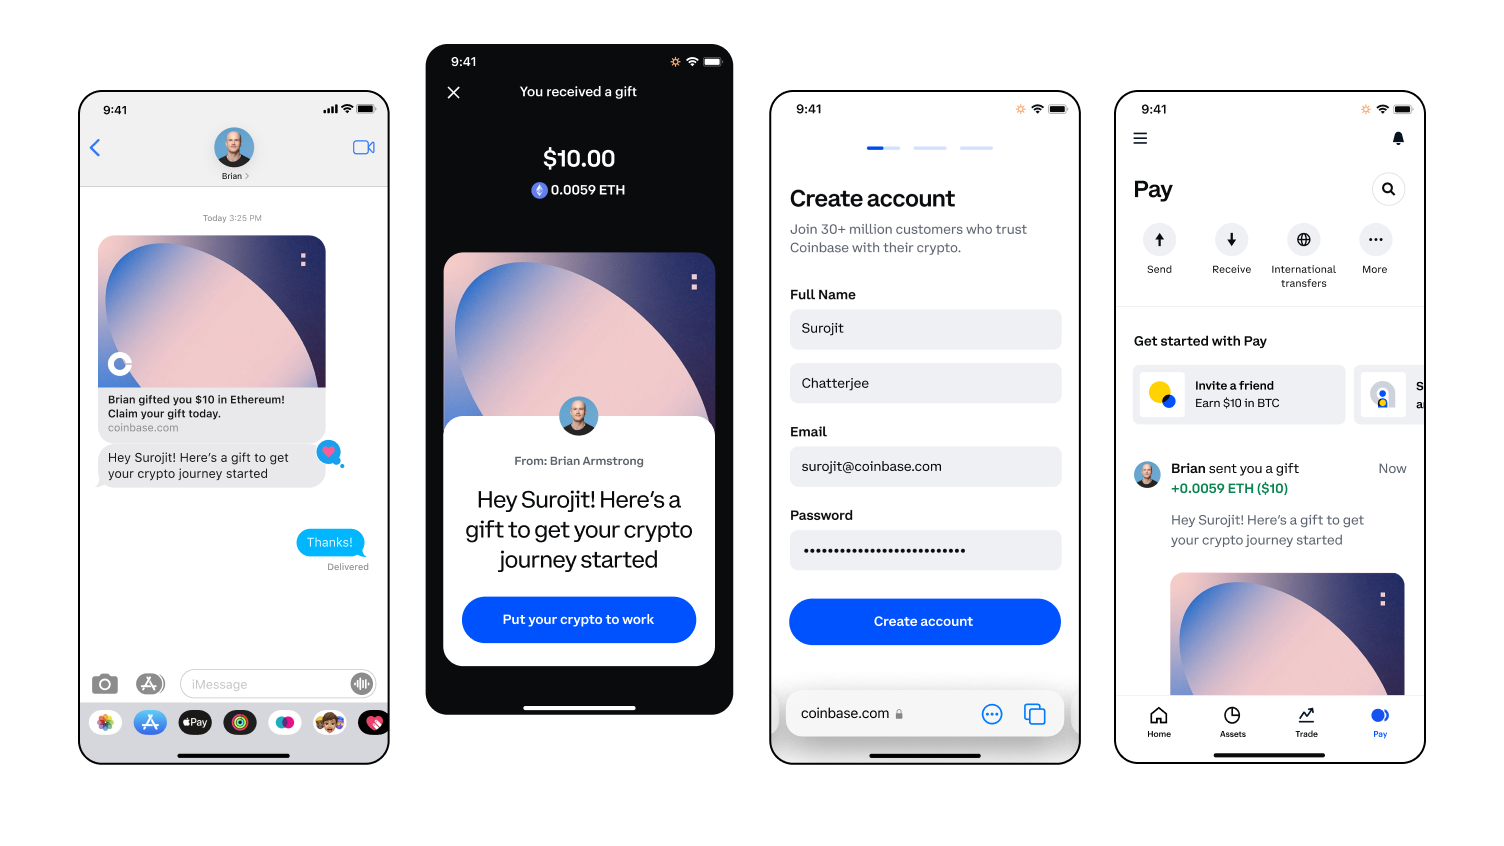 9:41
Brian
Today 3:25 PM
Brian gifted you $10 in Ethereum!
Claim your gift today.
coinbase.com
Hey Surojit! Here's a gift to get
your crypto journey started
Thanks!
Delivered
iMessage
Pay
9:41
You received a gift
$10.00
0.0059 ETH
From: Brian Armstrong
Hey Surojit! Here's a
gift to get your crypto
journey started
Put your crypto to work
9:41
Create account
Join 30+ million customers who trust
Coinbase with their crypto.
Full Name
Surojit
Chatterjee
Email
surojit@coinbase.com
Password
Create account
coinbase.com
9:41
Pay
Send
Receive
International
transfers
More
Get started with Pay
Invite a friend
Earn $10 in BTC
Brian sent you a gift
Now
+0.0059 ETH ($10)
Hey Surojit! Here's a gift to get
your crypto journey started
Home
Assets
Trade
Pay